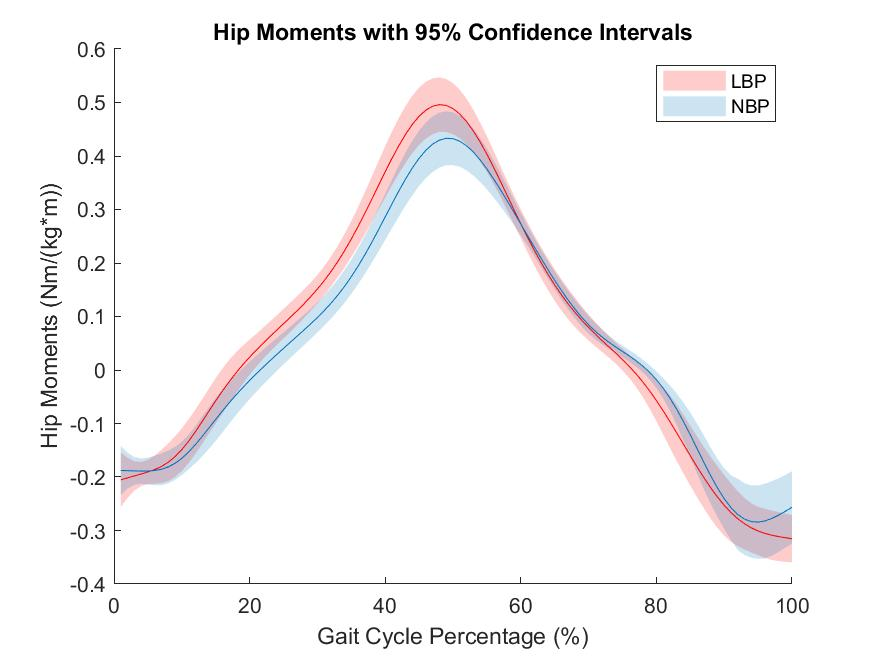 Hip Moments with 95% Confidence Intervals
LBP
NBP
Hip Moments (Nm/(kg*m))
0.6
0.5
0.4
0.3
0.2
0.1
0
-0.1
-0.2
-0.3
-0.4
0 20 40 60 80 100
Gait Cycle Percentage (%)